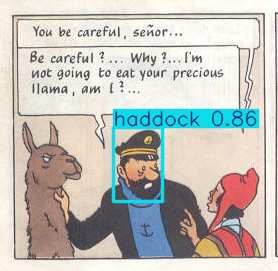 You be careful, señor...
Be careful?... Why?... I'm
not going to eat your precious
llama, am I?...
haddock 0.86